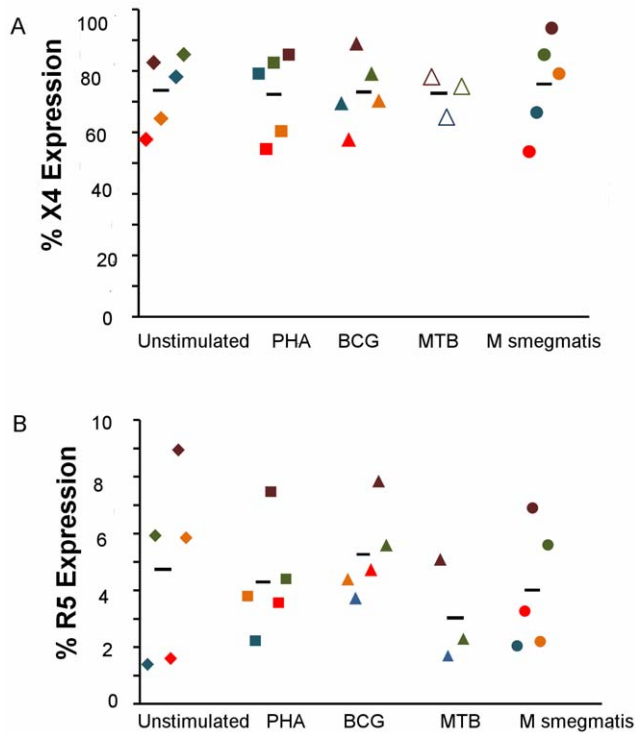 A
% X4 Expression
100
80
60
40
20
0
Unstimulated PHA BCG MTB M smegmatis
B
% R5 Expression
10
8
6
4
2
0
Unstimulated PHA BCG MTB M smegmatis